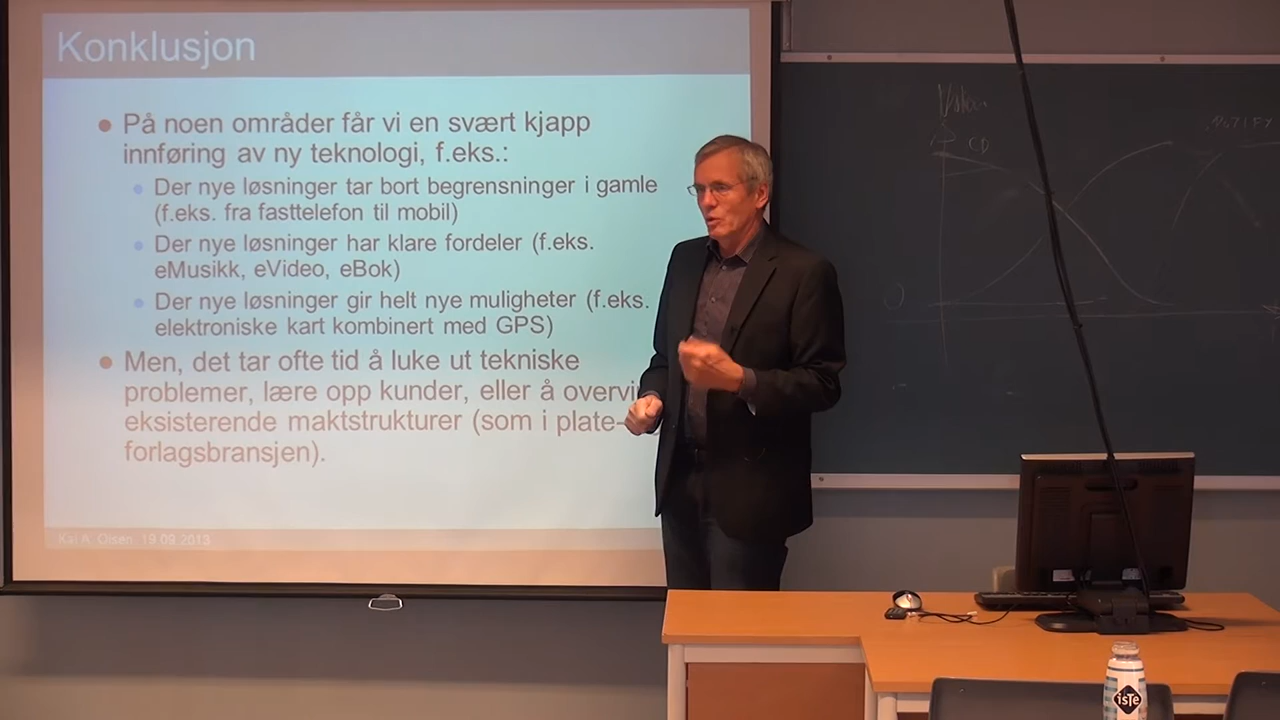 Konklusjon
På noen områder får vi en svært kjapp
innføring av ny teknologi, f.eks.:
Der nye løsninger tar bort begrensninger i gamle
(f.eks. fra fasttelefon til mobil)
Der nye løsninger har klare fordeler (f.eks.
eMusikk, eVideo, eBok)
Der nye løsninger gir helt nye muligheter (f.eks.
elektroniske kart kombinert med GPS)
Men, det tar ofte tid å luke ut tekniske
problemer, lære opp kunder, eller å
eksisterende maktstrukturer (som i plate-
forlagsbransjen).
Kai A. Olsen, 19.09.2013
CD
isTe